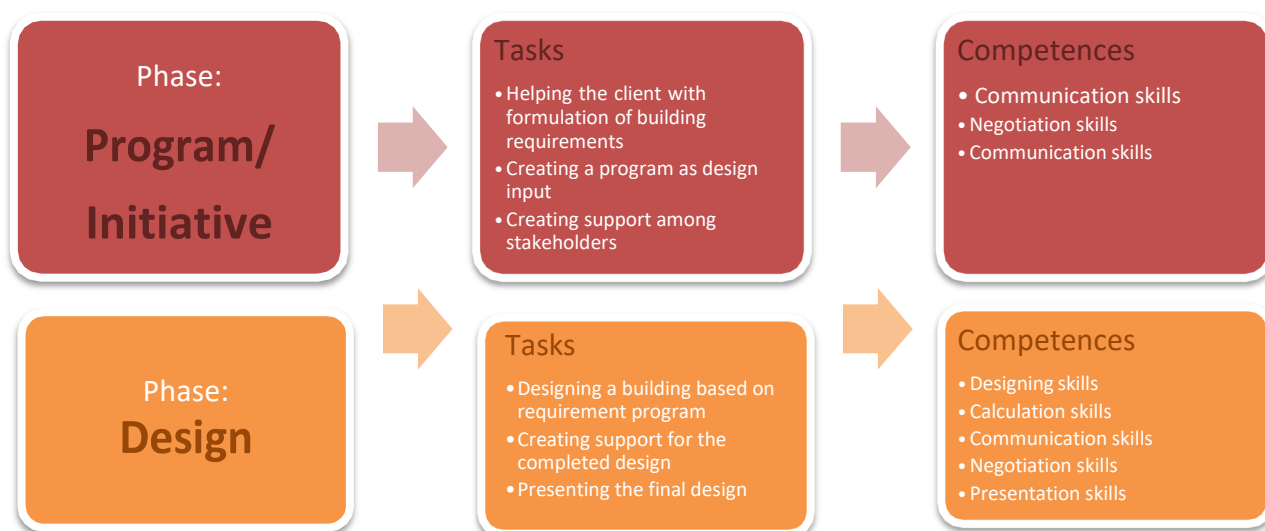 Phase:
Program/
Initiative
Tasks
• Helping the client with
formulation of building
requirements
• Creating a program as design
input
• Creating support among
stakeholders
Competences
• Communication skills
• Negotiation skills
• Communication skills
Phase:
Design
Tasks
• Designing a building based on
requirement program
• Creating support for the
completed design
• Presenting the final design
Competences
• Designing skills
• Calculation skills
• Communication skills
• Negotiation skills
• Presentation skills